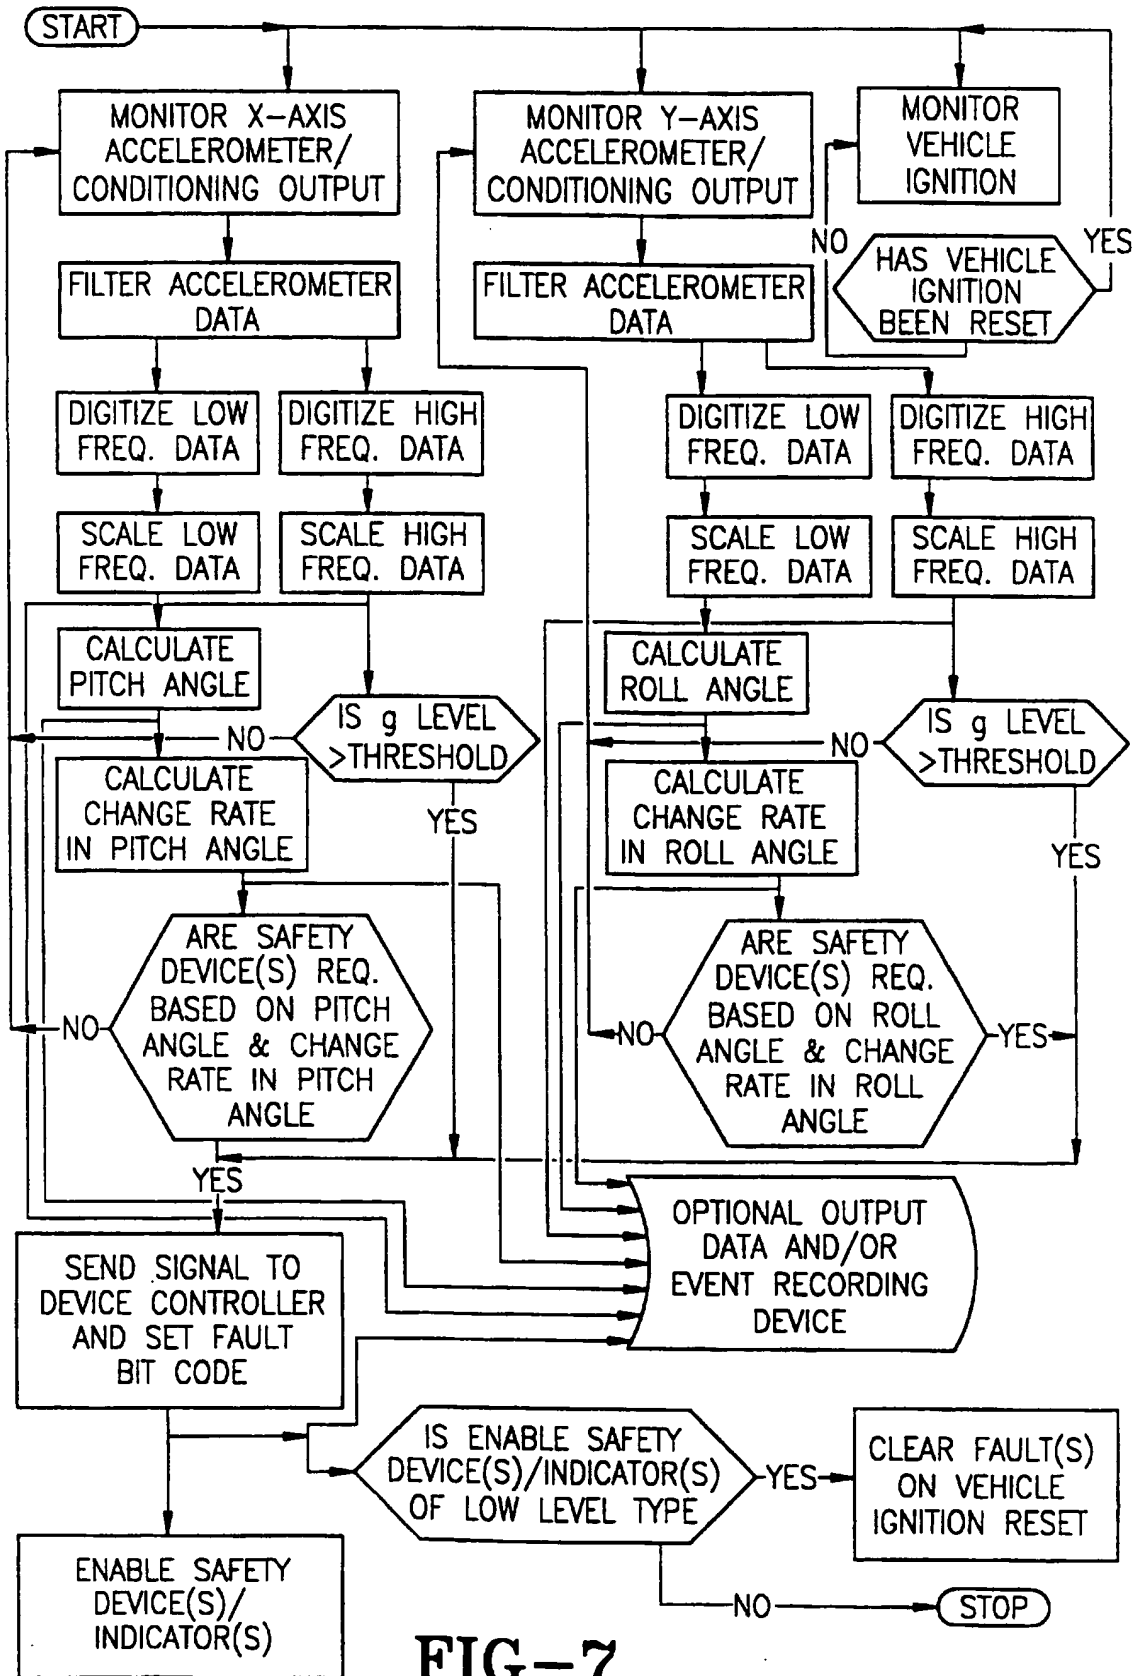 START
MONITOR X-AXIS
ACCELEROMETER/
CONDITIONING OUTPUT
MONITOR Y-AXIS
ACCELEROMETER/
CONDITIONING OUTPUT
MONITOR
VEHICLE
IGNITION
NO
YES
HAS VEHICLE
IGNITION
BEEN RESET
FILTER ACCELEROMETER
DATA
FILTER ACCELEROMETER
DATA
DIGITIZE LOW
FREQ. DATA
DIGITIZE HIGH
FREQ. DATA
DIGITIZE LOW
FREQ. DATA
DIGITIZE HIGH
FREQ. DATA
SCALE LOW
FREQ. DATA
SCALE HIGH
FREQ. DATA
SCALE LOW
FREQ. DATA
SCALE HIGH
FREQ. DATA
CALCULATE
PITCH ANGLE
CALCULATE
ROLL ANGLE
NO
IS g LEVEL
>THRESHOLD
NO
IS g LEVEL
>THRESHOLD
CALCULATE
CHANGE RATE
IN PITCH ANGLE
YES
CALCULATE
CHANGE RATE
IN ROLL ANGLE
YES
NO
ARE SAFETY
DEVICE(S) REQ.
BASED ON PITCH
ANGLE & CHANGE
RATE IN PITCH
ANGLE
NO
ARE SAFETY
DEVICE(S) REQ.
BASED ON ROLL
ANGLE & CHANGE
RATE IN ROLL
ANGLE
YES
YES
SEND SIGNAL TO
DEVICE CONTROLLER
AND SET FAULT
BIT CODE
OPTIONAL OUTPUT
DATA AND/OR
EVENT RECORDING
DEVICE
IS ENABLE SAFETY
DEVICE(S)/INDICATOR(S)
OF LOW LEVEL TYPE
YES
CLEAR FAULT(S)
ON VEHICLE
IGNITION RESET
ENABLE SAFETY
DEVICE(S)/
INDICATOR(S)
NO
STOP
FIG-7